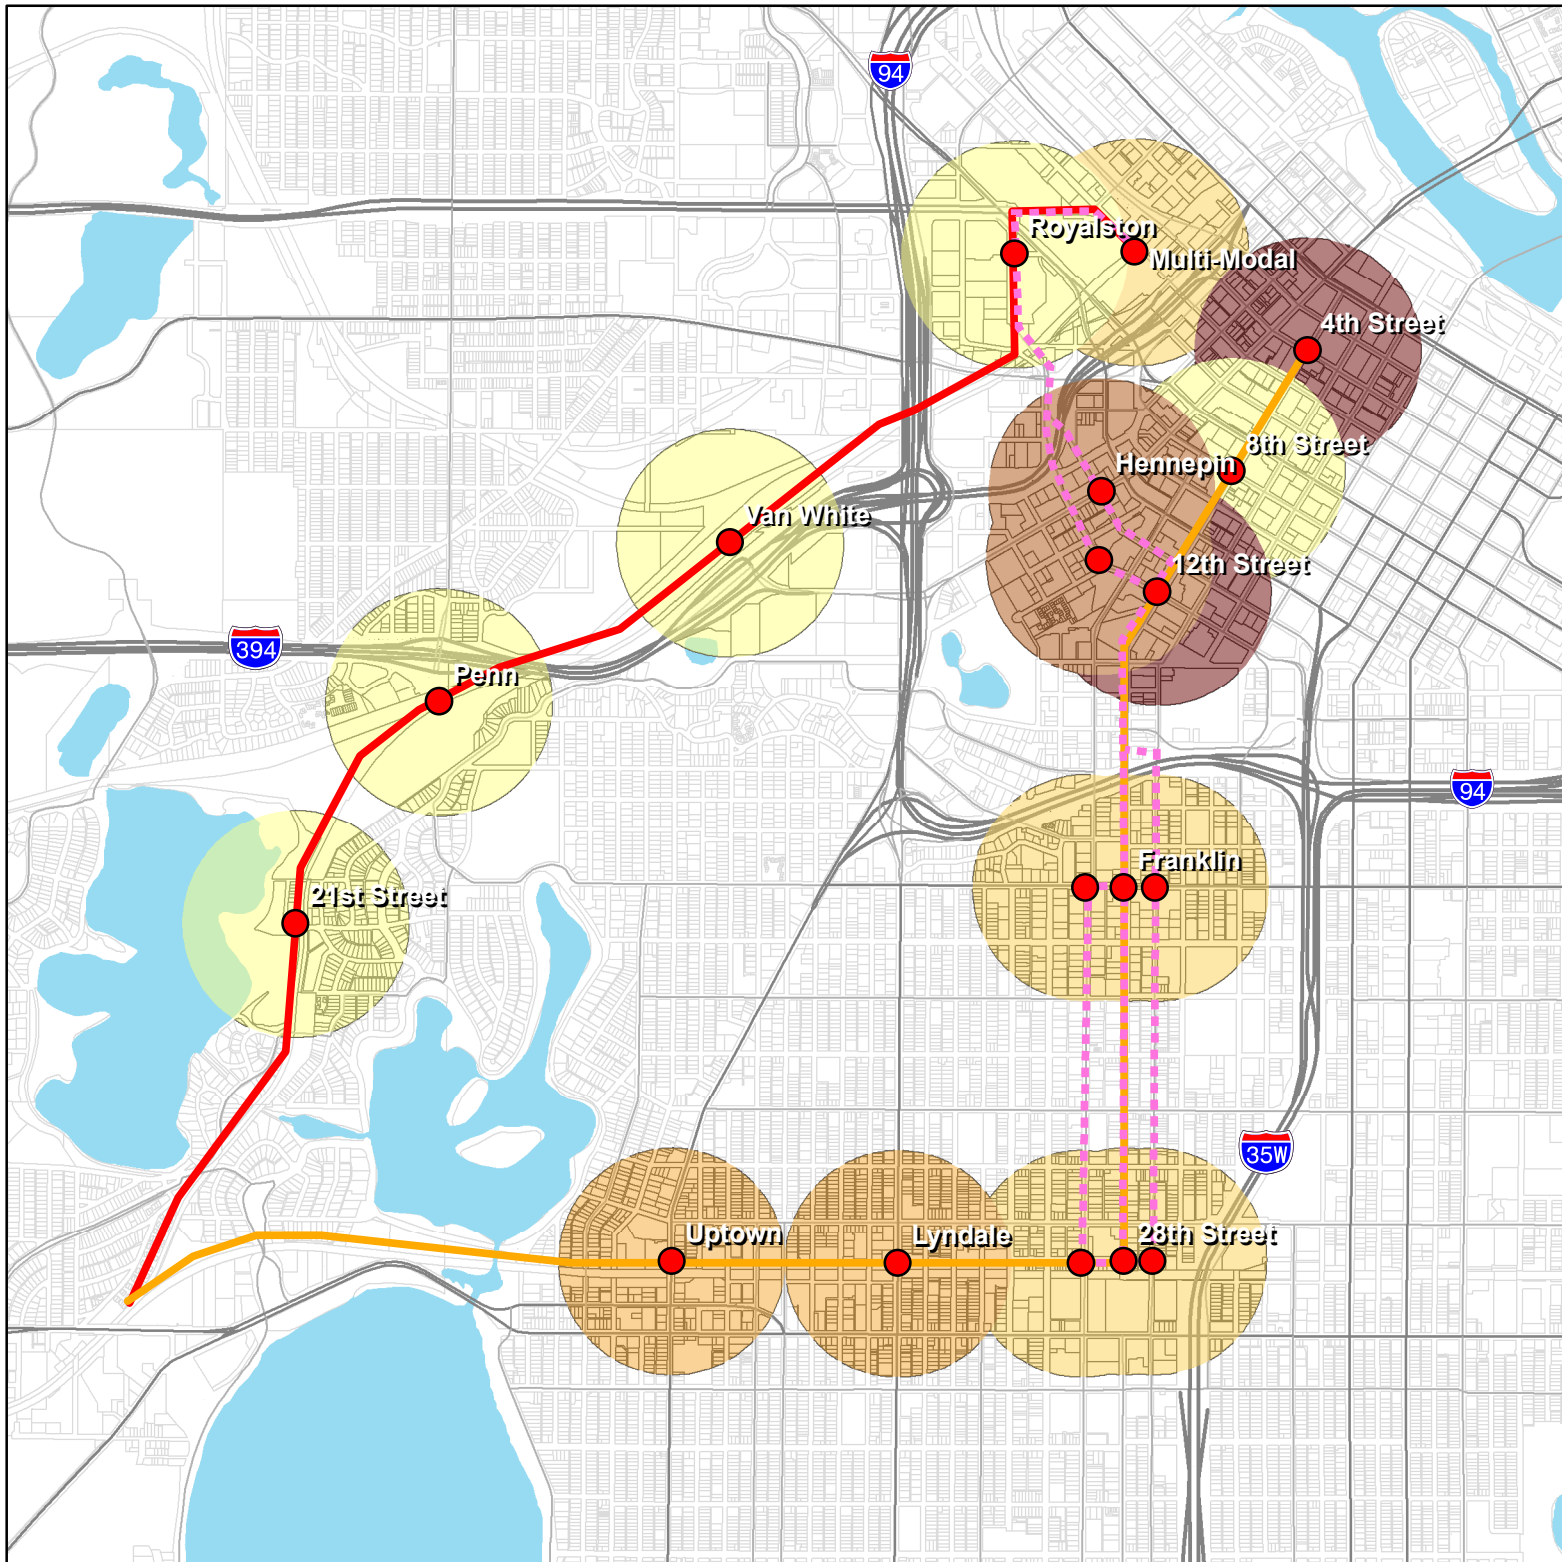 94
Royalston
Multi-Modal
4th Street
8th Street
Hennepin
Van White
12th Street
394
Penn
94
Franklin
21st Street
35W
Uptown
Lyndale
28th Street